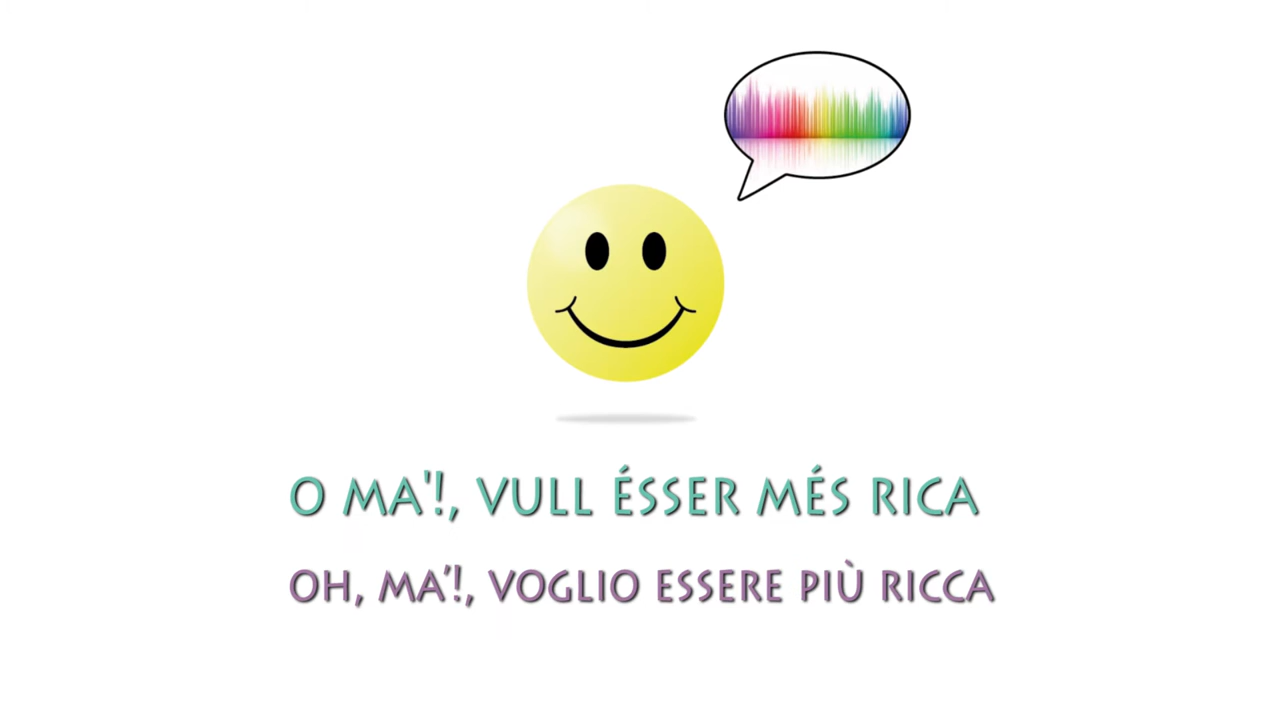 O MA'!, VULL ÉSSER MÉS RICA
OH, MA'!, VOGLIO ESSERE PIÙ RICCA